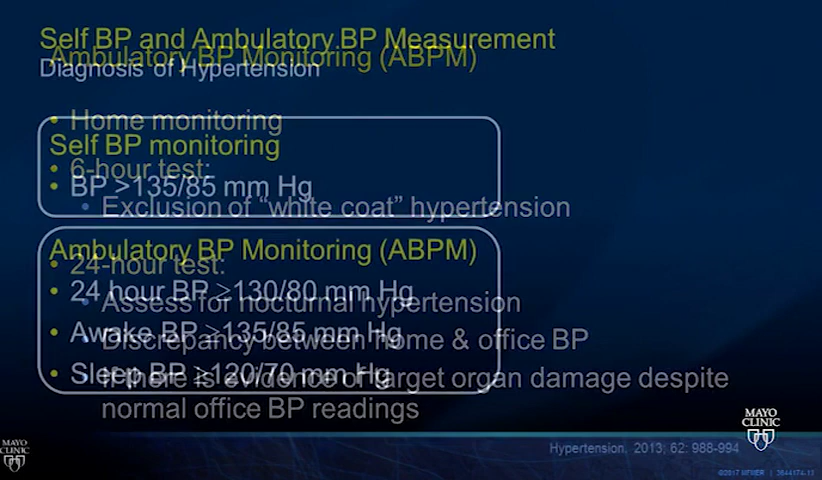 Self BP and Ambulatory BP Measurement
Ambulatory BP Monitoring (ABPM)
Diagnosis of Hypertension
• Home monitoring
Self BP monitoring
• 6-hour test:
• BP >135/85 mm Hg
• Exclusion of “white coat” hypertension
Ambulatory BP Monitoring (ABPM)
• 24-hour test:
• 24 hour BP ≥130/80 mm Hg
• Assess for nocturnal hypertension
• Awake BP ≥135/85 mm Hg
• Discrepancy between home & office BP
• Sleep BP ≥120/70 mm Hg
• If there is evidence of target organ damage despite
normal office BP readings
MAYO
CLINIC
MAYO
CLINIC
Hypertension. 2013; 62: 988-994
©2017 MFMER |